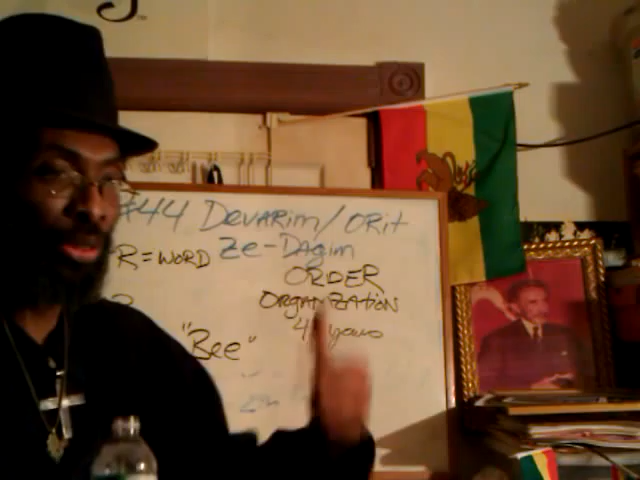 #44 DEVARIM/ORIT
ZE-DAGIM
R=WORD
ORDER
ORGANIZATION
"Bee"